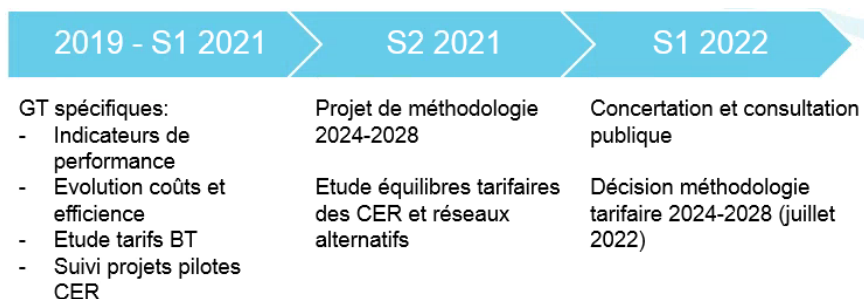 2019 - S1 2021
S2 2021
S1 2022
GT spécifiques:
- Indicateurs de
performance
- Evolution coûts et
efficience
- Etude tarifs BT
- Suivi projets pilotes
CER
Projet de méthodologie
2024-2028
Etude équilibres tarifaires
des CER et réseaux
alternatifs
Concertation et consultation
publique
Décision méthodologie
tarifaire 2024-2028 (juillet
2022)